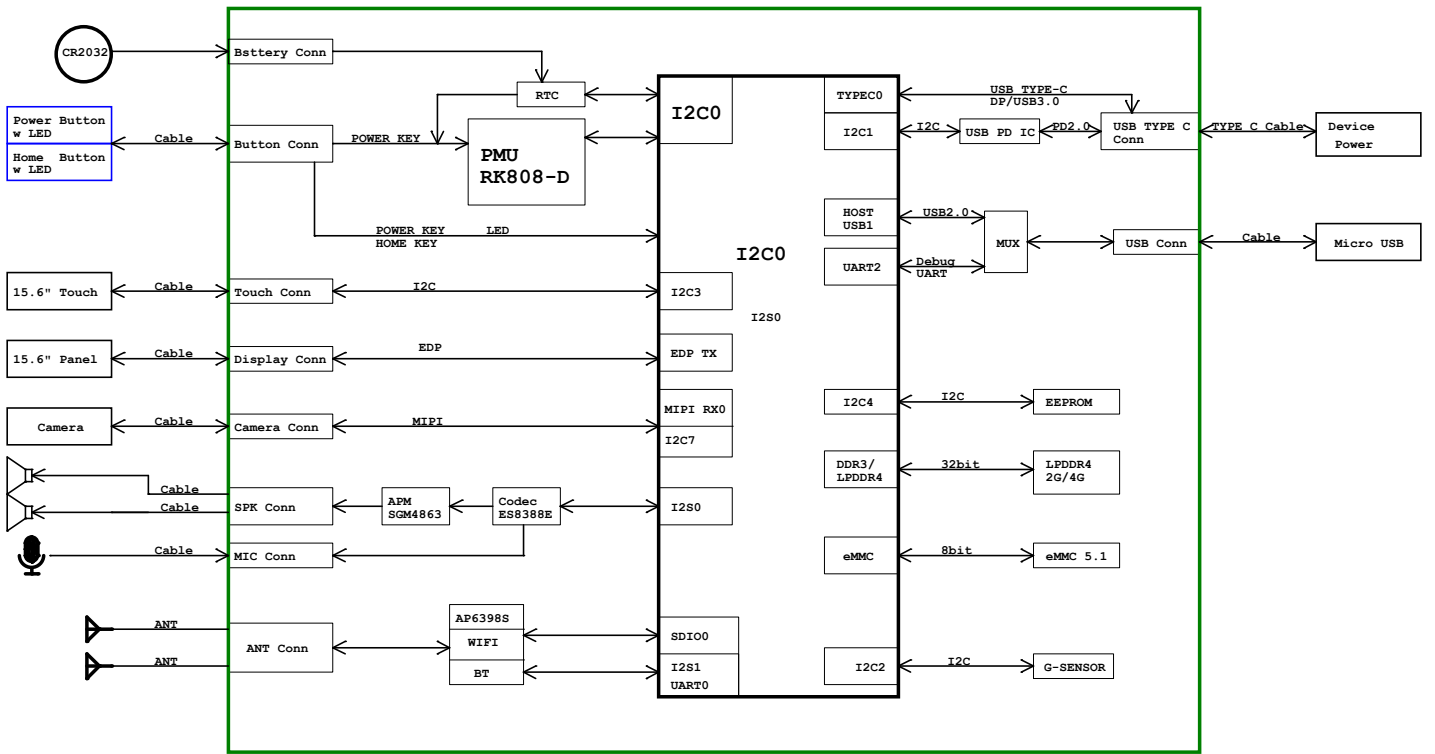 CR2032
Bsttery Conn
RTC
Power Button
w LED
Home Button
w LED
Cable
Button Conn
POWER KEY
PMU
RK808-D
I2C0
POWER KEY LED
HOME KEY
15.6" Touch
Cable
Touch Conn
I2C
I2C3
15.6" Panel
Cable
Display Conn
EDP
EDP TX
Camera
Cable
Camera Conn
MIPI
MIPI RX0
I2C7
Cable
Cable
SPK Conn
APM
SGM4863
Codec
ES8388E
I2S0
Cable
MIC Conn
ANT
ANT
ANT Conn
AP6398S
WIFI
BT
SDIO0
I2S1
UART0
I2C0
I2S0
TYPEC0
USB TYPE-C
DP/USB3.0
I2C1
I2C
USB PD IC
PD2.0
USB TYPE C
Conn
TYPE C Cable
Device
Power
HOST
USB1
USB2.0
MUX
USB Conn
Cable
Micro USB
UART2
Debug
UART
I2C4
I2C
EEPROM
DDR3/
LPDDR4
32bit
LPDDR4
2G/4G
eMMC
8bit
eMMC 5.1
I2C2
I2C
G-SENSOR